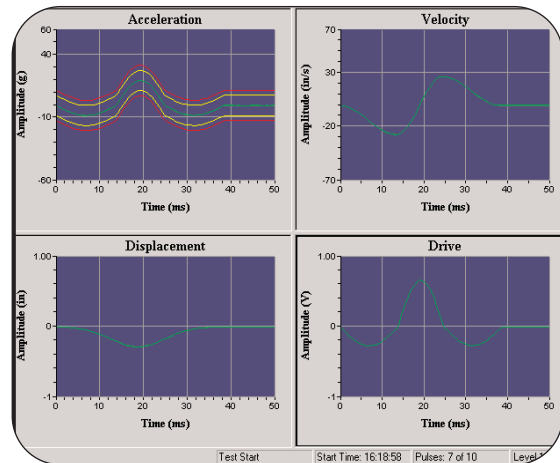 Acceleration
60
40
Amplitude (g)
-10
-60
0 10 20 30 40 50
Time (ms)
Velocity
70
30
Amplitude (in/s)
-20
-70
0 10 20 30 40 50
Time (ms)
Displacement
1.00
Amplitude (in)
0
-1
0 10 20 30 40 50
Time (ms)
Drive
1.00
Amplitude (V)
0
-1
0 10 20 30 40 50
Time (ms)
Test Start Start Time: 16:18:58 Pulses: 7 of 10 Level